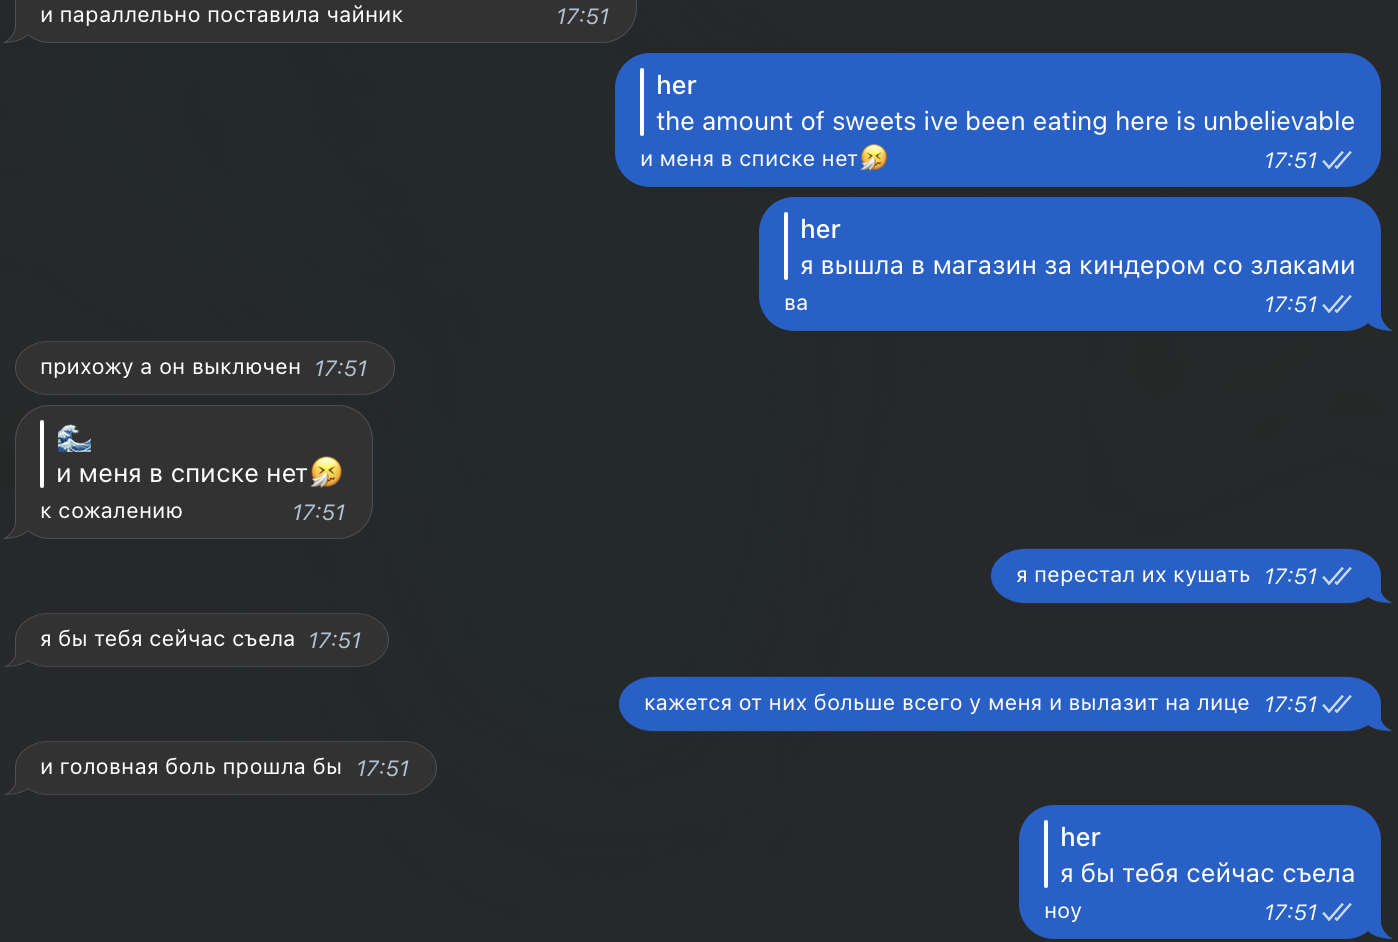 и параллельно поставила чайник 17:51
her
the amount of sweets ive been eating here is unbelievable
и меня в списке нет🤧 17:51
her
я вышла в магазин за киндером со злаками
ва 17:51
прихожу а он выключен 17:51
🌊
и меня в списке нет🤧
к сожалению 17:51
я перестал их кушать 17:51
я бы тебя сейчас съела 17:51
кажется от них больше всего у меня и вылазит на лице 17:51
и головная боль прошла бы 17:51
her
я бы тебя сейчас съела
ноу 17:51